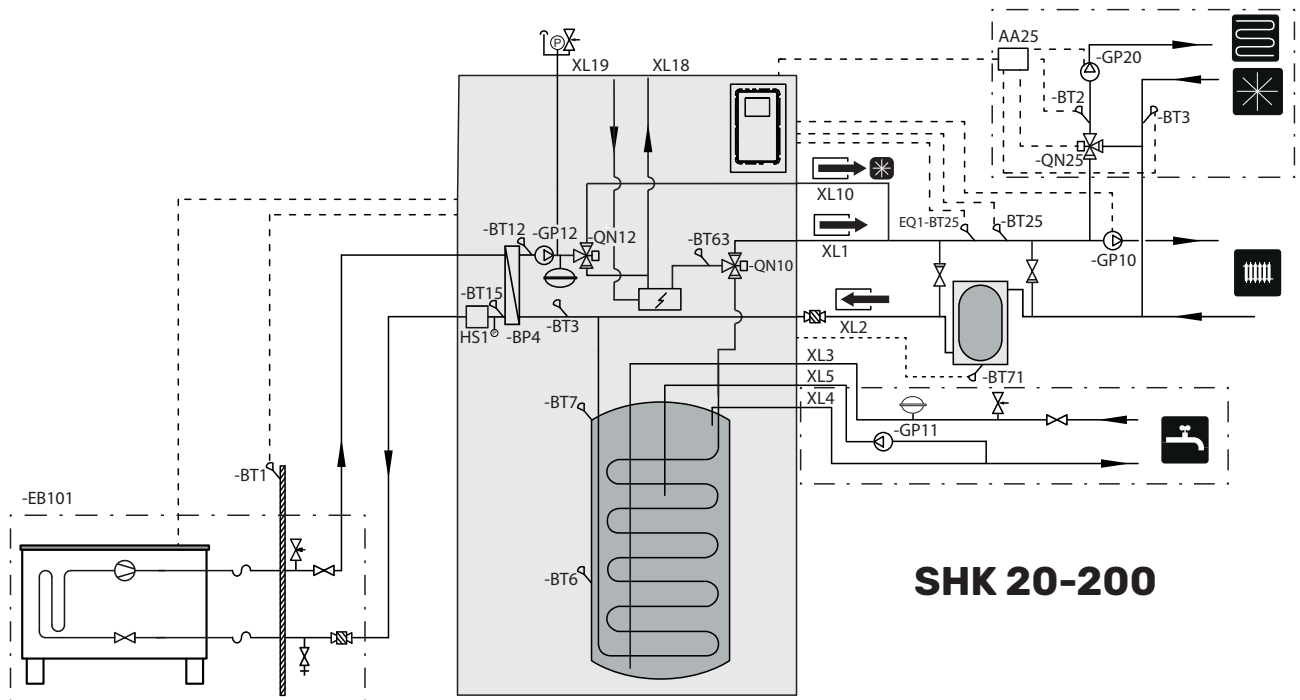 AA25
-GP20
XL19
XL18
P
-BT2
-BT3
-QN25
XL10
-BT12
-GP12
-QN12
EQ1-BT25
-BT25
-BT63
XL1
-QN10
-GP10
-BT15
HS1
P
-BP4
-BT3
XL2
XL3
-BT71
XL5
XL4
-BT7
-GP11
-BT1
-EB101
-BT6
SHK 20-200